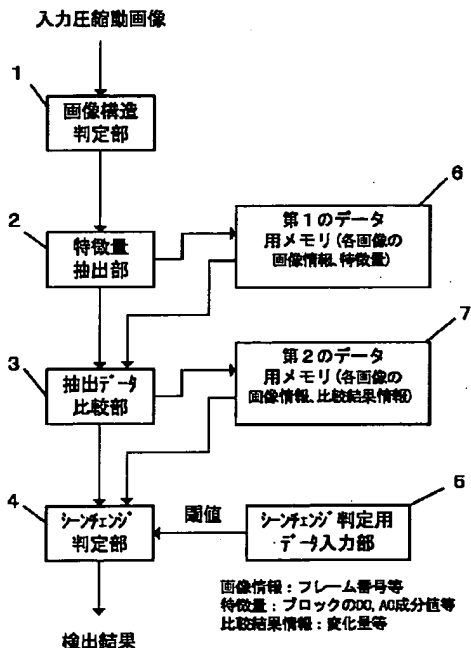 入力圧縮動画像
1
画像構造
判定部
2
特徴量
抽出部
6
第1のデータ
用メモリ(各画像の
画像情報、特徴量)
7
3
抽出データ
比較部
第2のデータ
用メモリ(各画像の
画像情報、比較結果情報)
4
シーンチェンジ
判定部
閾値
5
シーンチェンジ判定用
データ入力部
画像情報:フレーム番号等
特徴量:ブロックのDC, AC成分値等
比較結果情報:変化量等
検出結果